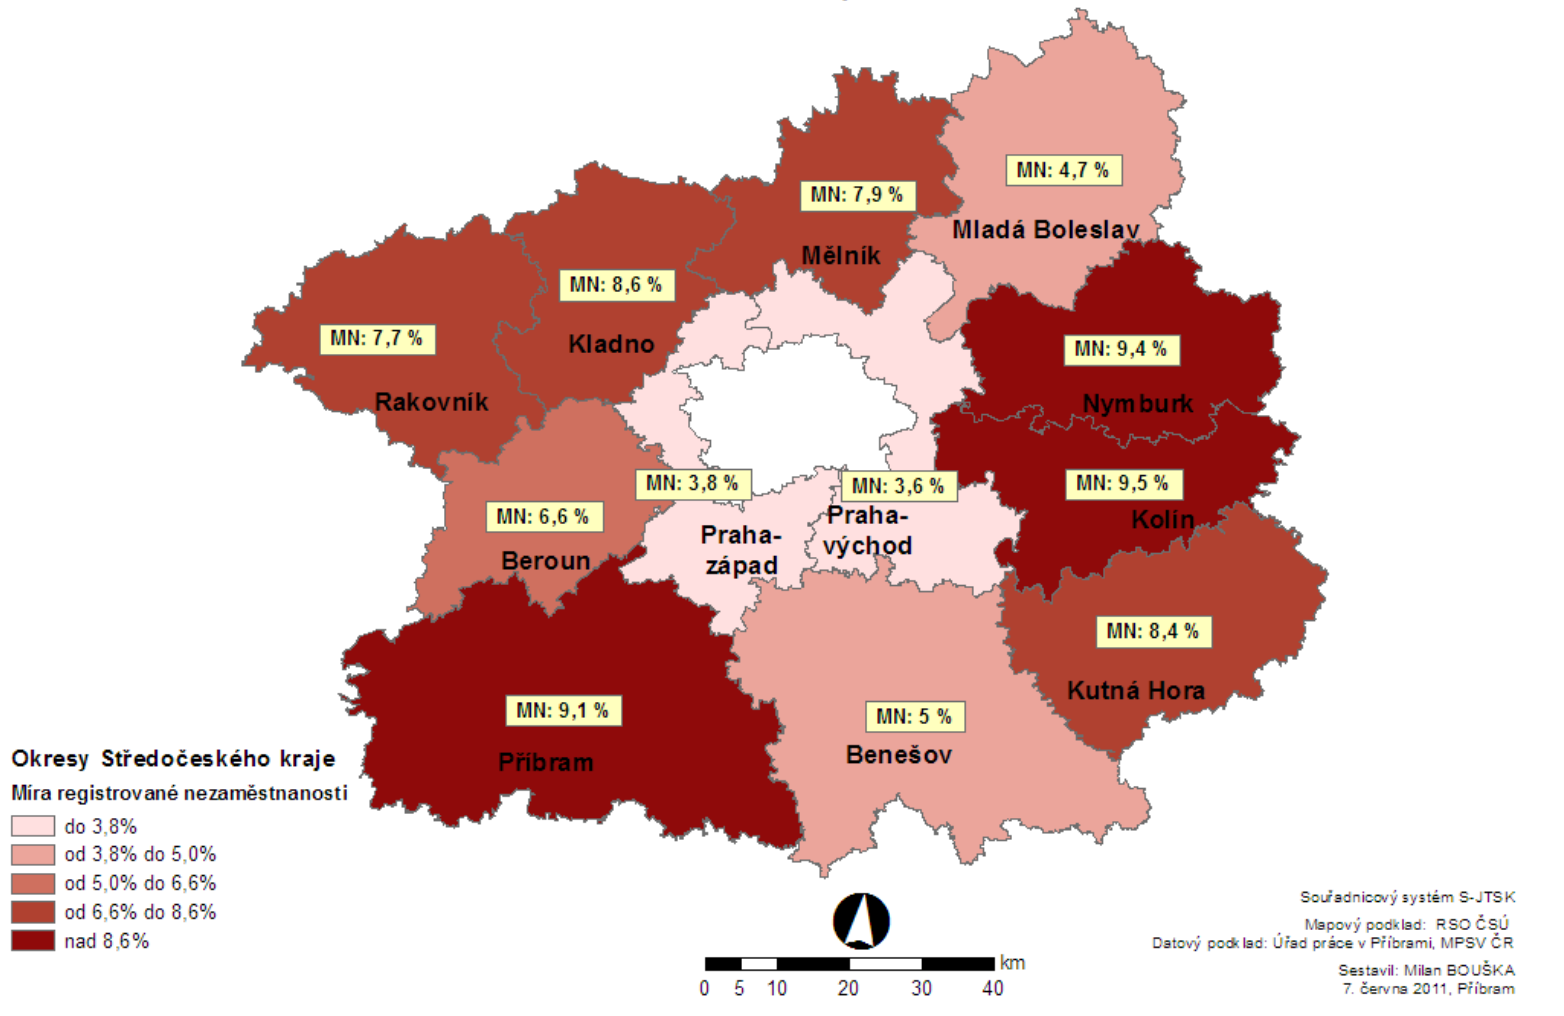 MN: 4,7 %
Mladá Boleslav
MN: 7,9 %
Mělník
MN: 8,6 %
Kladno
MN: 7,7 %
Rakovník
MN: 9,4 %
Nymburk
MN: 3,8 %
Praha-
západ
MN: 3,6 %
Praha-
východ
MN: 9,5 %
Kolín
MN: 6,6 %
Beroun
MN: 8,4 %
Kutná Hora
MN: 9,1 %
Příbram
MN: 5 %
Benešov
Okresy Středočeského kraje
Míra registrované nezaměstnanosti
do 3,8%
od 3,8% do 5,0%
od 5,0% do 6,6%
od 6,6% do 8,6%
nad 8,6%
km
0 5 10 20 30 40
Souřadnicový systém S-JTSK
Mapový podklad: RSO ČSÚ
Datový podklad: Úřad práce v Příbrami, MPSV ČR
Sestavil: Milan BOUŠKA
7. června 2011, Příbram